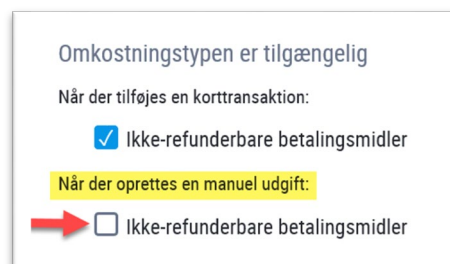 Omkostningstypen er tilgængelig
Når der tilføjes en korttransaktion:
Ikke-refunderbare betalingsmidler
Når der oprettes en manuel udgift:
Ikke-refunderbare betalingsmidler